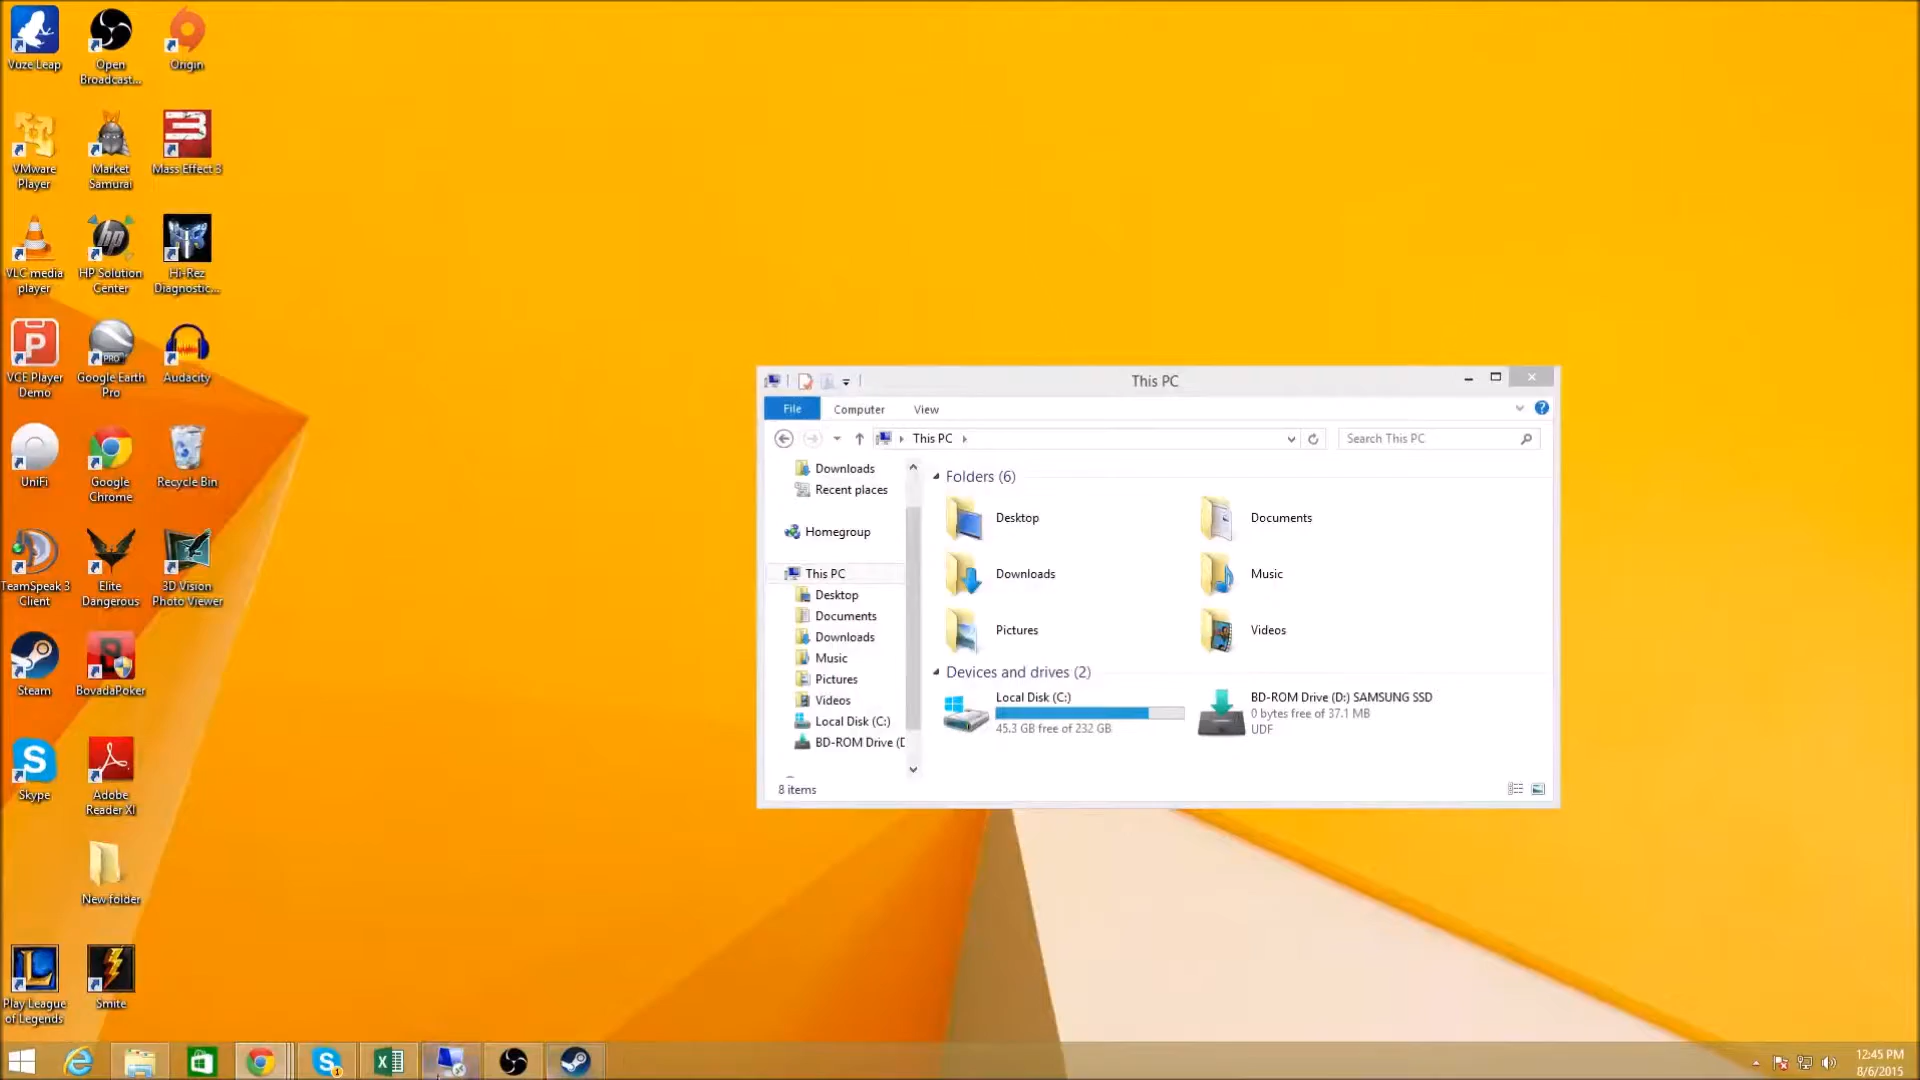 Vuze Leap
Open
Broadcast...
Origin
VMware
Player
Market
Samurai
Mass Effect 3
VLC media
player
HP Solution
Center
Hi-Rez
Diagnostic...
VCE Player
Demo
Google Earth
Pro
Audacity
UniFi
Google
Chrome
Recycle Bin
TeamSpeak 3
Client
Elite
Dangerous
3D Vision
Photo Viewer
Steam
BovadaPoker
Skype
Adobe
Reader XI
New folder
Play League
of Legends
Smite
This PC
File
Computer
View
This PC
Search This PC
Downloads
Recent places
Homegroup
This PC
Desktop
Documents
Downloads
Music
Pictures
Videos
Local Disk (C:)
BD-ROM Drive (D
Folders (6)
Desktop
Documents
Downloads
Music
Pictures
Videos
Devices and drives (2)
Local Disk (C:)
45.3 GB free of 232 GB
BD-ROM Drive (D:) SAMSUNG SSD
0 bytes free of 37.1 MB
UDF
8 items
12:45 PM
8/6/2015